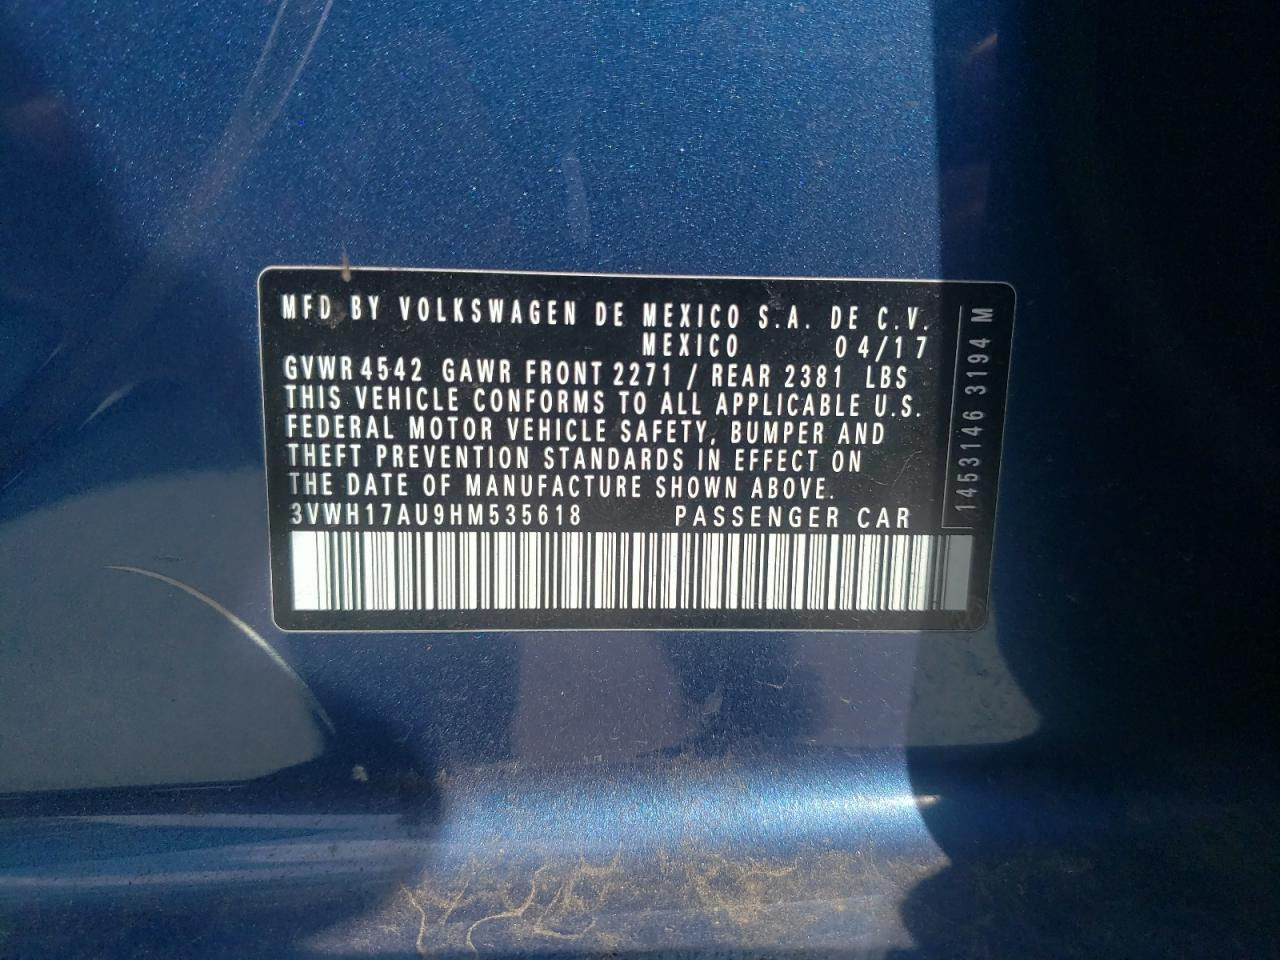 MFD BY VOLKSWAGEN DE MEXICO S.A. DE C.V.
MEXICO 04/17
GVWR 4542 GAWR FRONT 2271 / REAR 2381 LBS
THIS VEHICLE CONFORMS TO ALL APPLICABLE U.S.
FEDERAL MOTOR VEHICLE SAFETY, BUMPER AND
THEFT PREVENTION STANDARDS IN EFFECT ON
THE DATE OF MANUFACTURE SHOWN ABOVE.
3VWH17AU9HM535618 PASSENGER CAR
1453146 3194 M